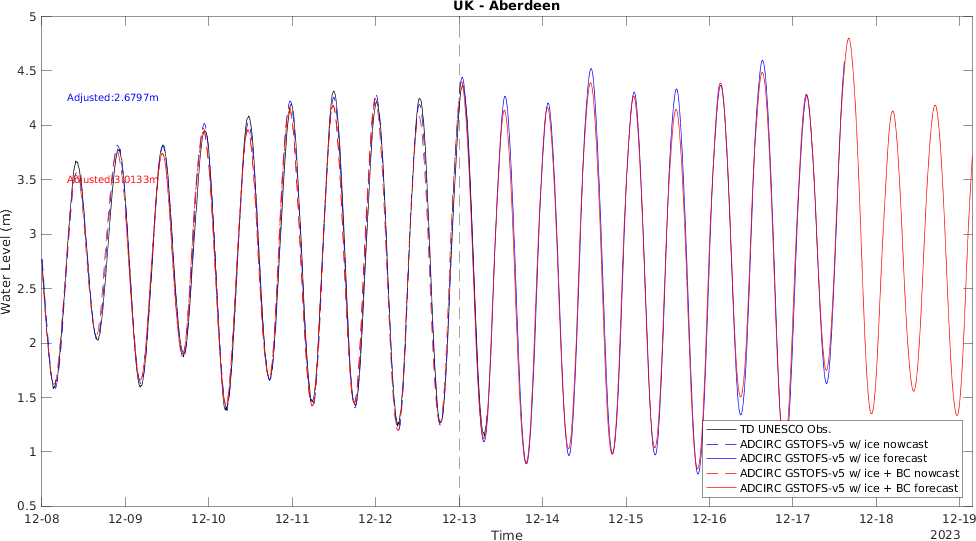 UK - Aberdeen
5
4.5
4
3.5
3
2.5
2
1.5
1
0.5
Water Level (m)
Adjusted:2.6797m
Adjusted:3.0133m
TD UNESCO Obs.
ADCIRC GSTOFS-v5 w/ ice nowcast
ADCIRC GSTOFS-v5 w/ ice forecast
ADCIRC GSTOFS-v5 w/ ice + BC nowcast
ADCIRC GSTOFS-v5 w/ ice + BC forecast
12-08 12-09 12-10 12-11 12-12 12-13 12-14 12-15 12-16 12-17 12-18 12-19
Time
2023